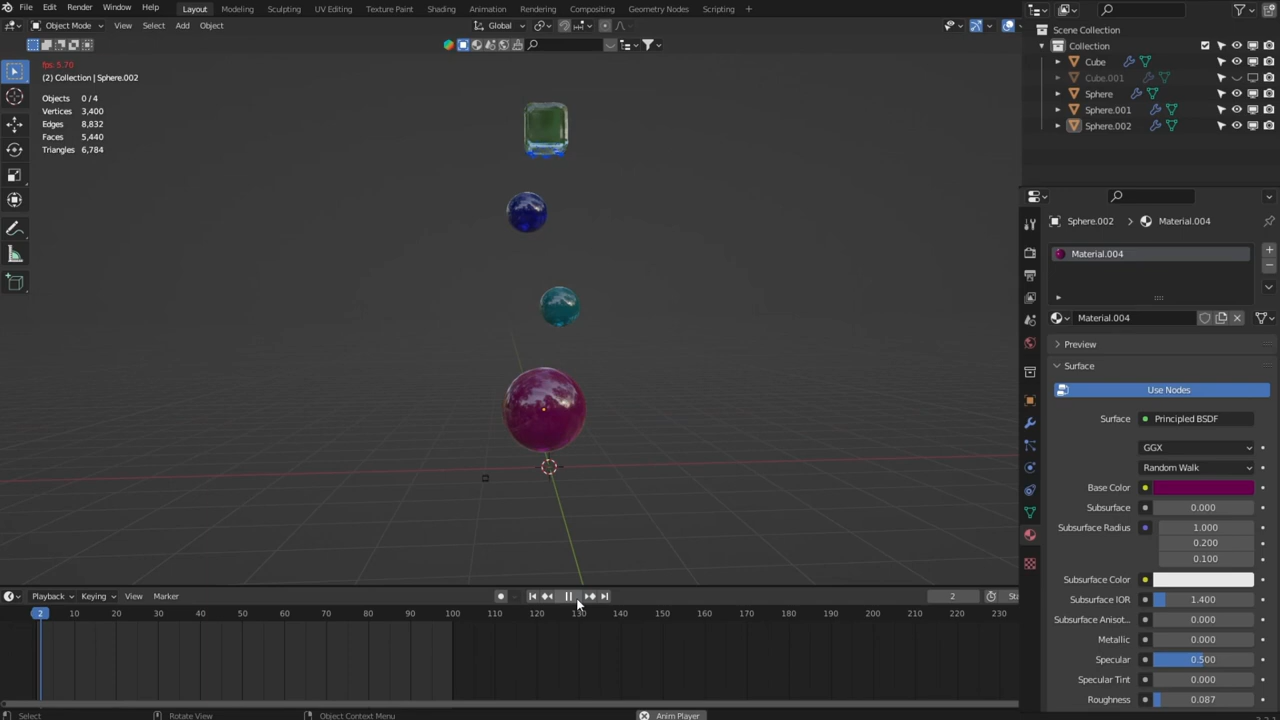 File Edit Render Window Help Layout Modeling Sculpting UV Editing Texture Paint Shading Animation Rendering Compositing Geometry Nodes Scripting +
Object Mode View Select Add Object Global
fps: 5.70
(2) Collection | Sphere.002
Objects 0/4
Vertices 3,400
Edges 8,832
Faces 5,440
Triangles 6,784
Scene Collection
Collection
Cube
Cube.001
Sphere
Sphere.001
Sphere.002
Sphere.002 Material.004
Material.004
Material.004
Preview
Surface
Use Nodes
Surface Principled BSDF
GGX
Random Walk
Base Color
Subsurface 0.000
Subsurface Radius 1.000
0.200
0.100
Subsurface Color
Subsurface IOR 1.400
Subsurface Anisot... 0.000
Metallic 0.000
Specular 0.500
Specular Tint 0.000
Roughness 0.087
Playback Keying View Marker 2
2 10 20 30 40 50 60 70 80 90 100 110 120 130 140 150 160 170 180 190 200 210 220 230
Select Rotate View Object Context Menu Anim Player